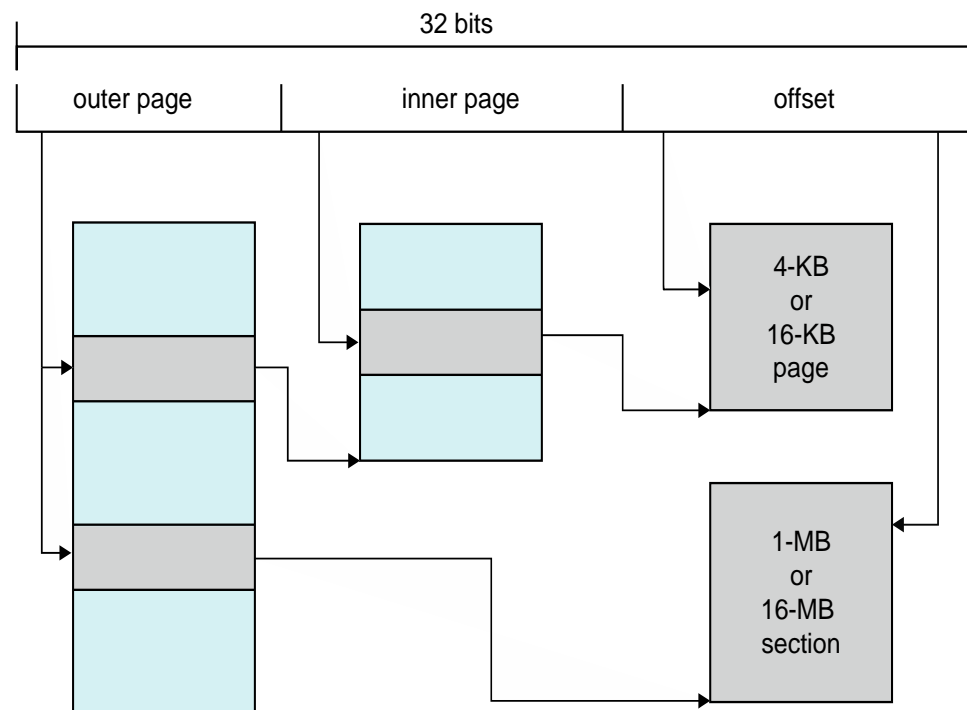 32 bits
outer page
inner page
offset
4-KB
or
16-KB
page
1-MB
or
16-MB
section